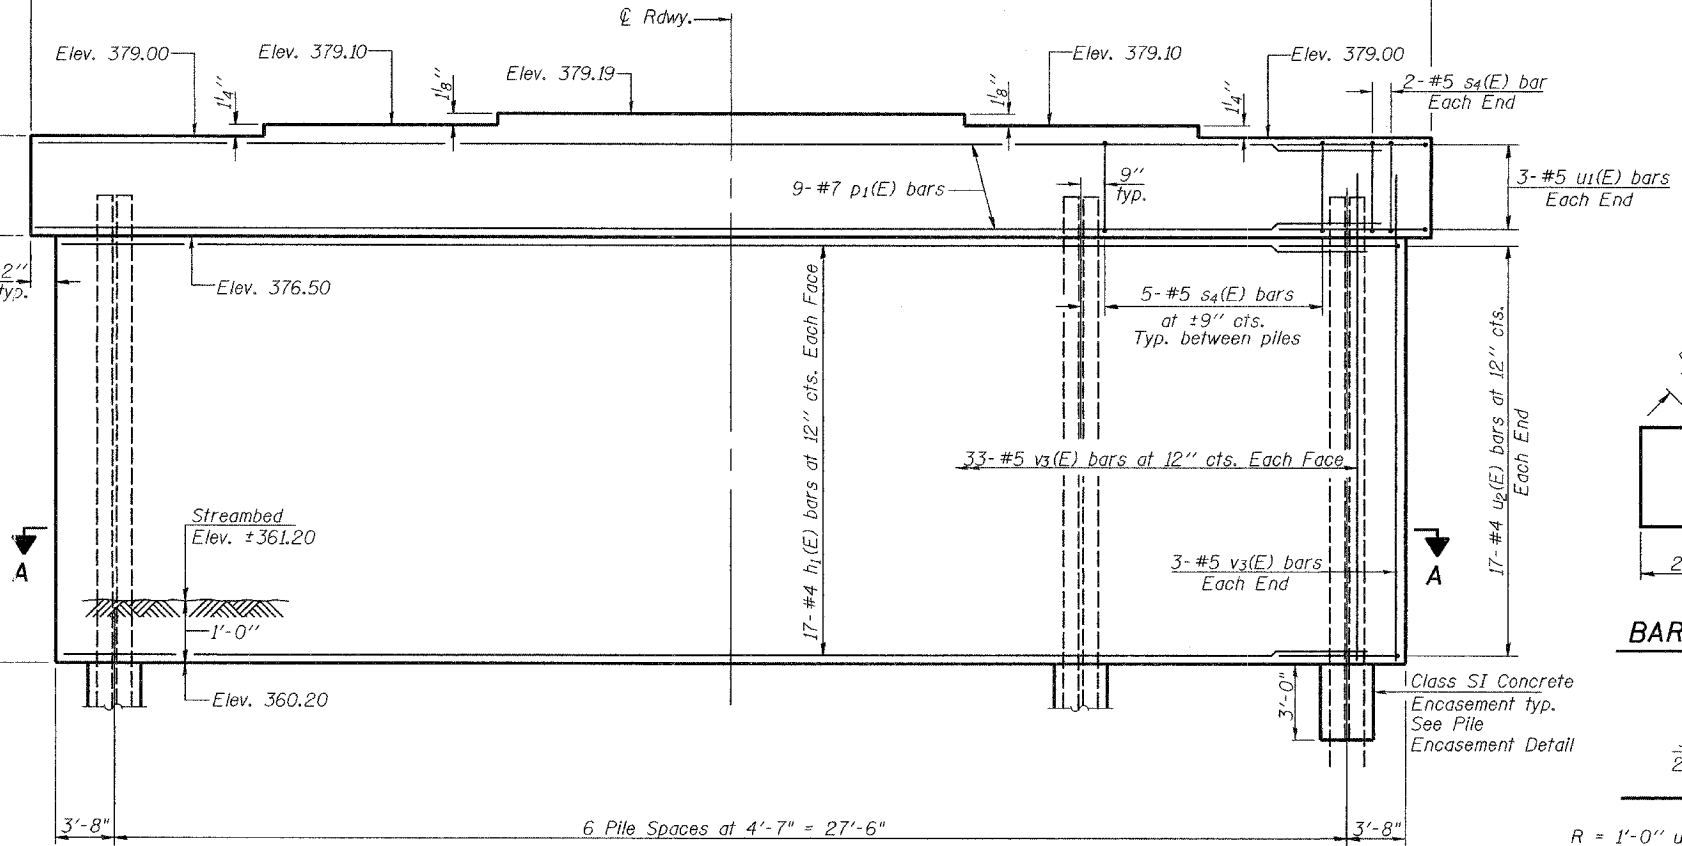 ℄ Rdwy.
Elev. 379.00
Elev. 379.10
Elev. 379.19
Elev. 379.10
Elev. 379.00
1¼"
1⅛"
1⅛"
1¼"
2-#5 s4(E) bar
Each End
9-#7 p1(E) bars
9"
typ.
3-#5 u1(E) bars
Each End
2"
typ.
Elev. 376.50
5-#5 s4(E) bars
at ±9" cts.
Typ. between piles
17-#4 h1(E) bars at 12" cts. Each Face
33-#5 v3(E) bars at 12" cts. Each Face
17-#4 u2(E) bars at 12" cts.
Each End
Streambed
Elev. ±361.20
A
A
3-#5 v3(E) bars
Each End
1'-0"
2
BAR
Elev. 360.20
3'-0"
Class SI Concrete
Encasement typ.
See Pile
Encasement Detail
2
3'-8"
6 Pile Spaces at 4'-7" = 27'-6"
3'-8"
R = 1'-0" u